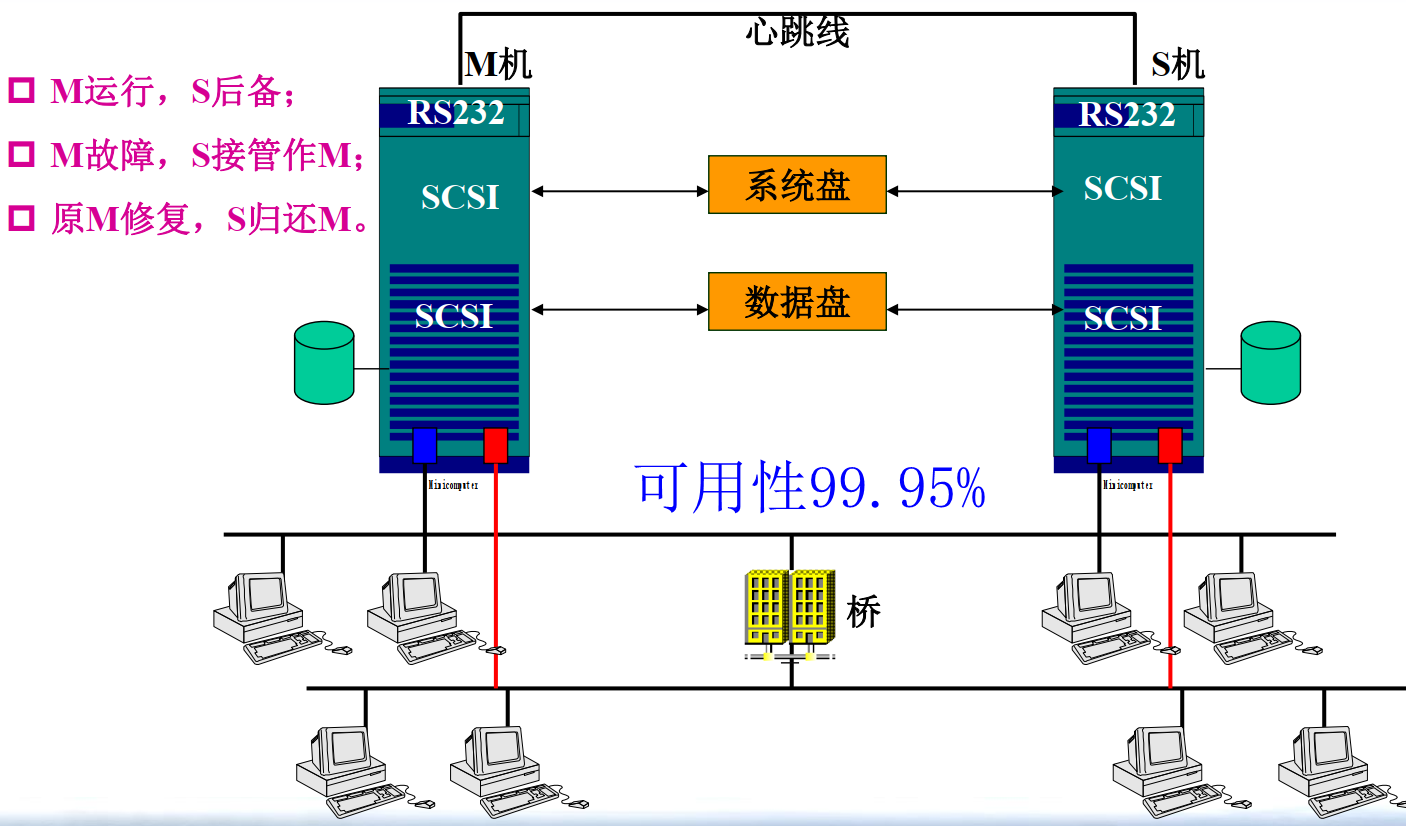 心跳线
M机
S机
M运行，S后备；
M故障，S接管作M；
原M修复，S归还M。
RS232
RS232
SCSI
系统盘
SCSI
SCSI
数据盘
SCSI
可用性99.95%
Minicomputer
Minicomputer
桥